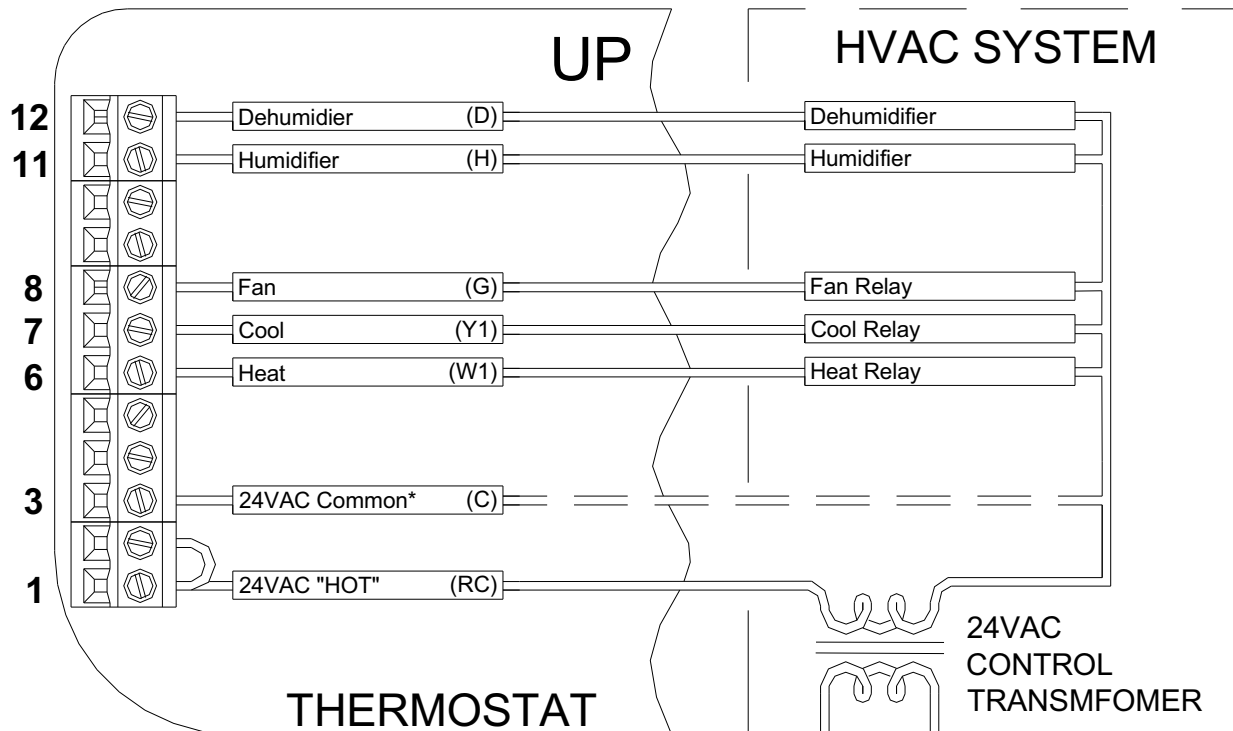 UP
HVAC SYSTEM
12 Dehumidier (D) Dehumidifier
11 Humidifier (H) Humidifier
8 Fan (G) Fan Relay
7 Cool (Y1) Cool Relay
6 Heat (W1) Heat Relay
3 24VAC Common* (C)
1 24VAC "HOT" (RC)
24VAC
CONTROL
TRANSMFOMER
THERMOSTAT